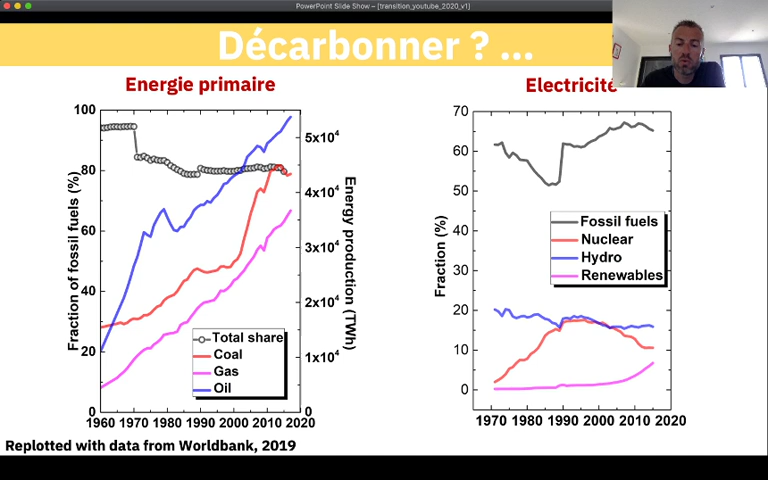 PowerPoint Slide Show – [transition_youtube_2020_v1]
Décarbonner ? ...
Energie primaire
100
80
60
40
20
0
Fraction of fossil fuels (%)
5x10⁴
4x10⁴
3x10⁴
2x10⁴
1x10⁴
0
Energy production (TWh)
Total share
Coal
Gas
Oil
1960 1970 1980 1990 2000 2010 2020
Electricité
70
60
50
40
30
20
10
0
Fraction (%)
Fossil fuels
Nuclear
Hydro
Renewables
1970 1980 1990 2000 2010 2020
Replotted with data from Worldbank, 2019